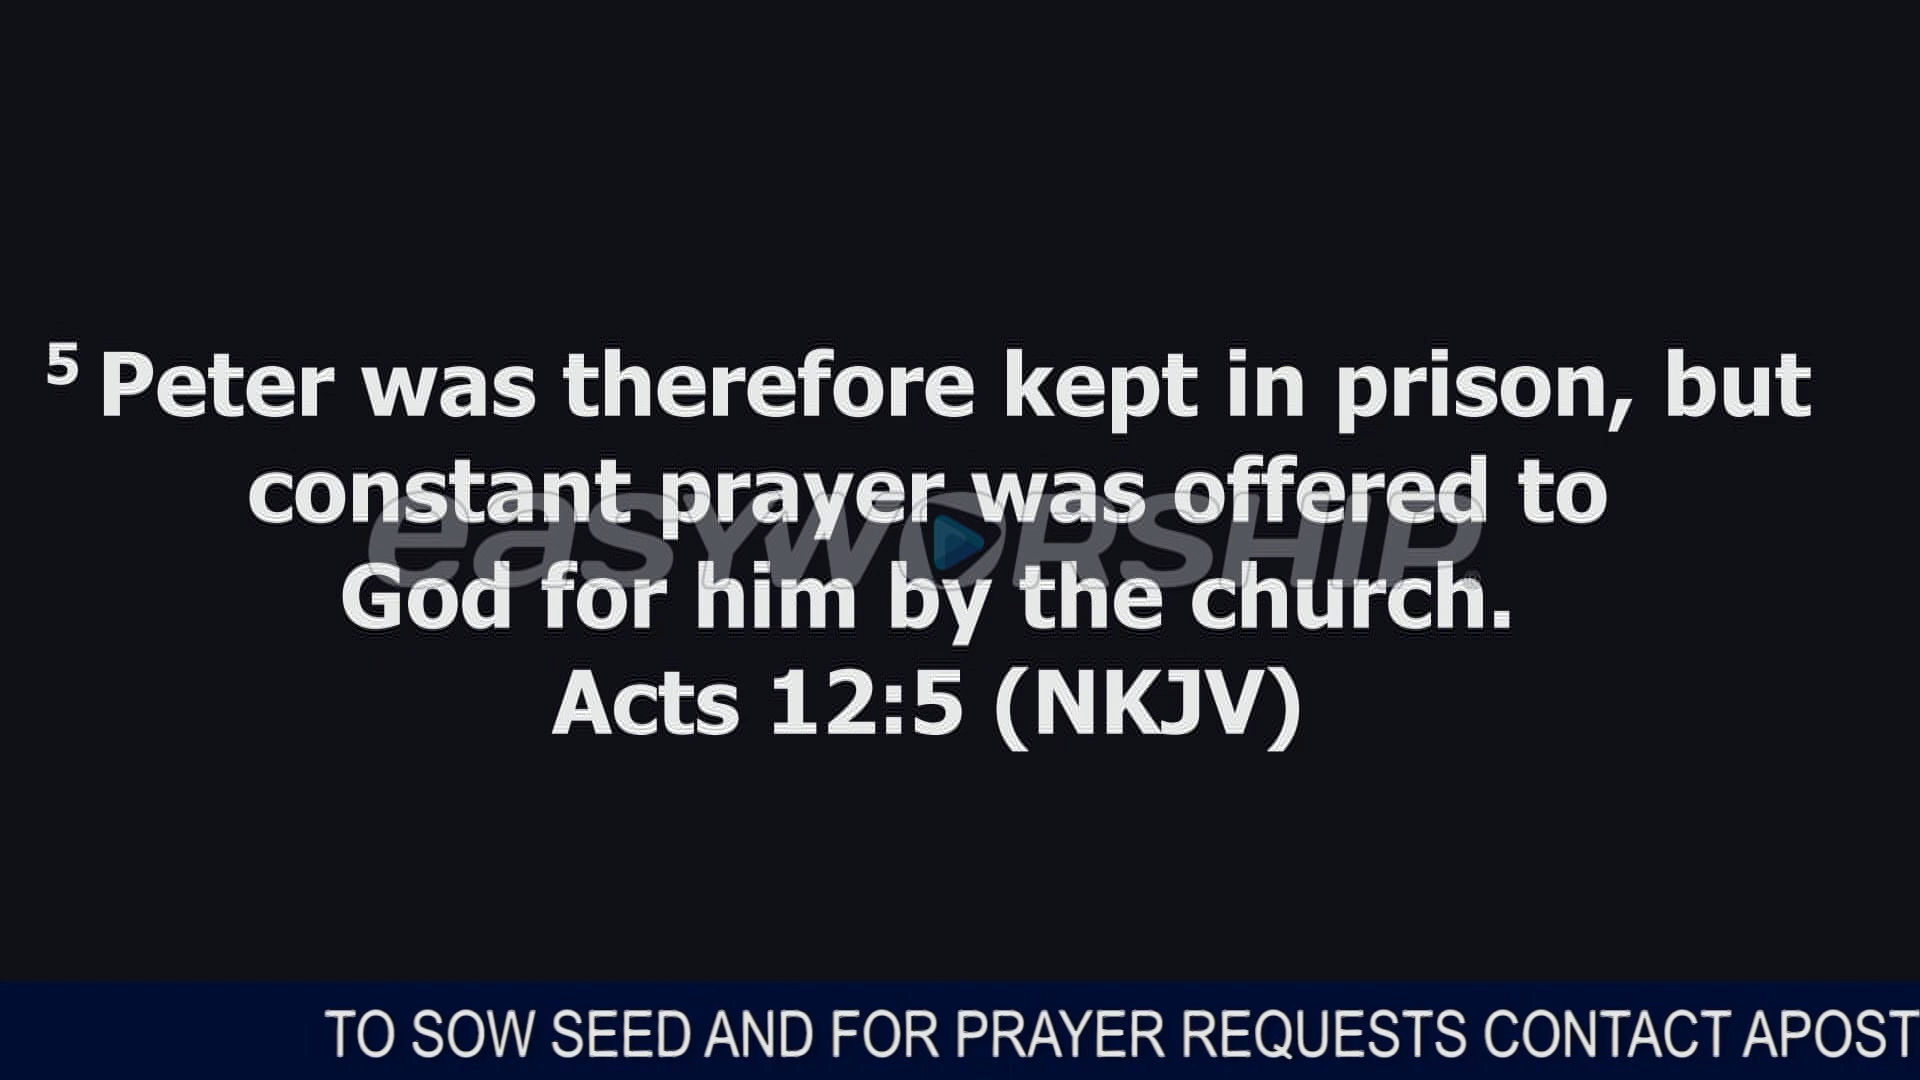 5 Peter was therefore kept in prison, but
constant prayer was offered to
easyWORSHIP®
God for him by the church.
Acts 12:5 (NKJV)
TO SOW SEED AND FOR PRAYER REQUESTS CONTACT APOST